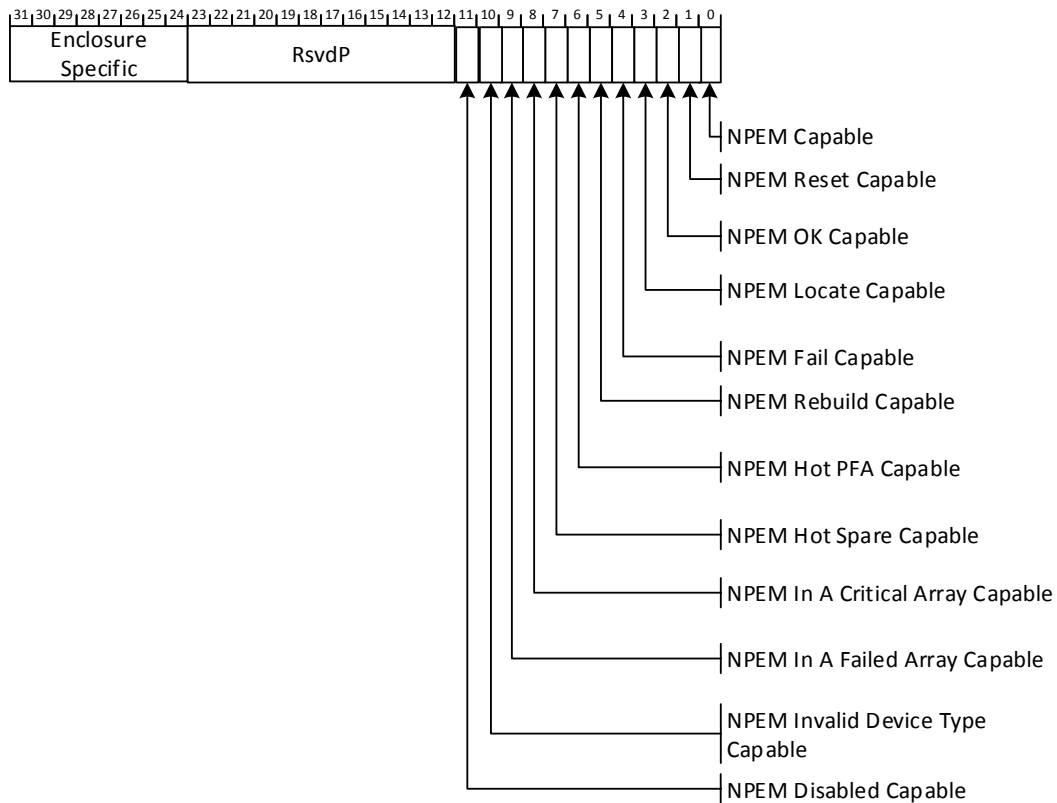 31 30 29 28 27 26 25 24 23 22 21 20 19 18 17 16 15 14 13 12 11 10 9 8 7 6 5 4 3 2 1 0
Enclosure
Specific
RsvdP
NPEM Capable
NPEM Reset Capable
NPEM OK Capable
NPEM Locate Capable
NPEM Fail Capable
NPEM Rebuild Capable
NPEM Hot PFA Capable
NPEM Hot Spare Capable
NPEM In A Critical Array Capable
NPEM In A Failed Array Capable
NPEM Invalid Device Type
Capable
NPEM Disabled Capable